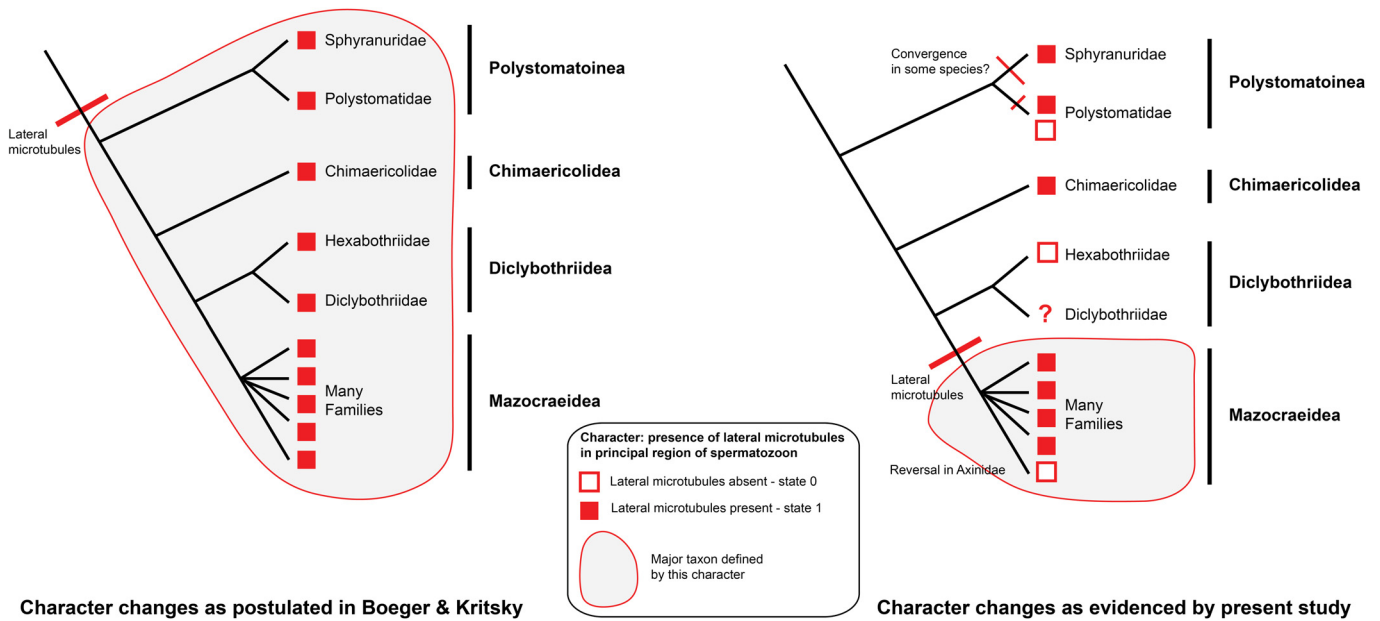 Sphyranuridae
Polystomatoinea
Polystomatidae
Lateral
microtubules
Chimaericolidae
Chimaericolidea
Hexabothriidae
Diclybothriidea
Diclybothriidae
Many
Families
Mazocraeidea
Character changes as postulated in Boeger & Kritsky
Character: presence of lateral microtubules
in principal region of spermatozoon
Lateral microtubules absent - state 0
Lateral microtubules present - state 1
Major taxon defined
by this character
Convergence
in some species?
Sphyranuridae
Polystomatoinea
Polystomatidae
Chimaericolidae
Chimaericolidea
Hexabothriidae
Diclybothriidea
? Diclybothriidae
Lateral
microtubules
Many
Families
Mazocraeidea
Reversal in Axinidae
Character changes as evidenced by present study